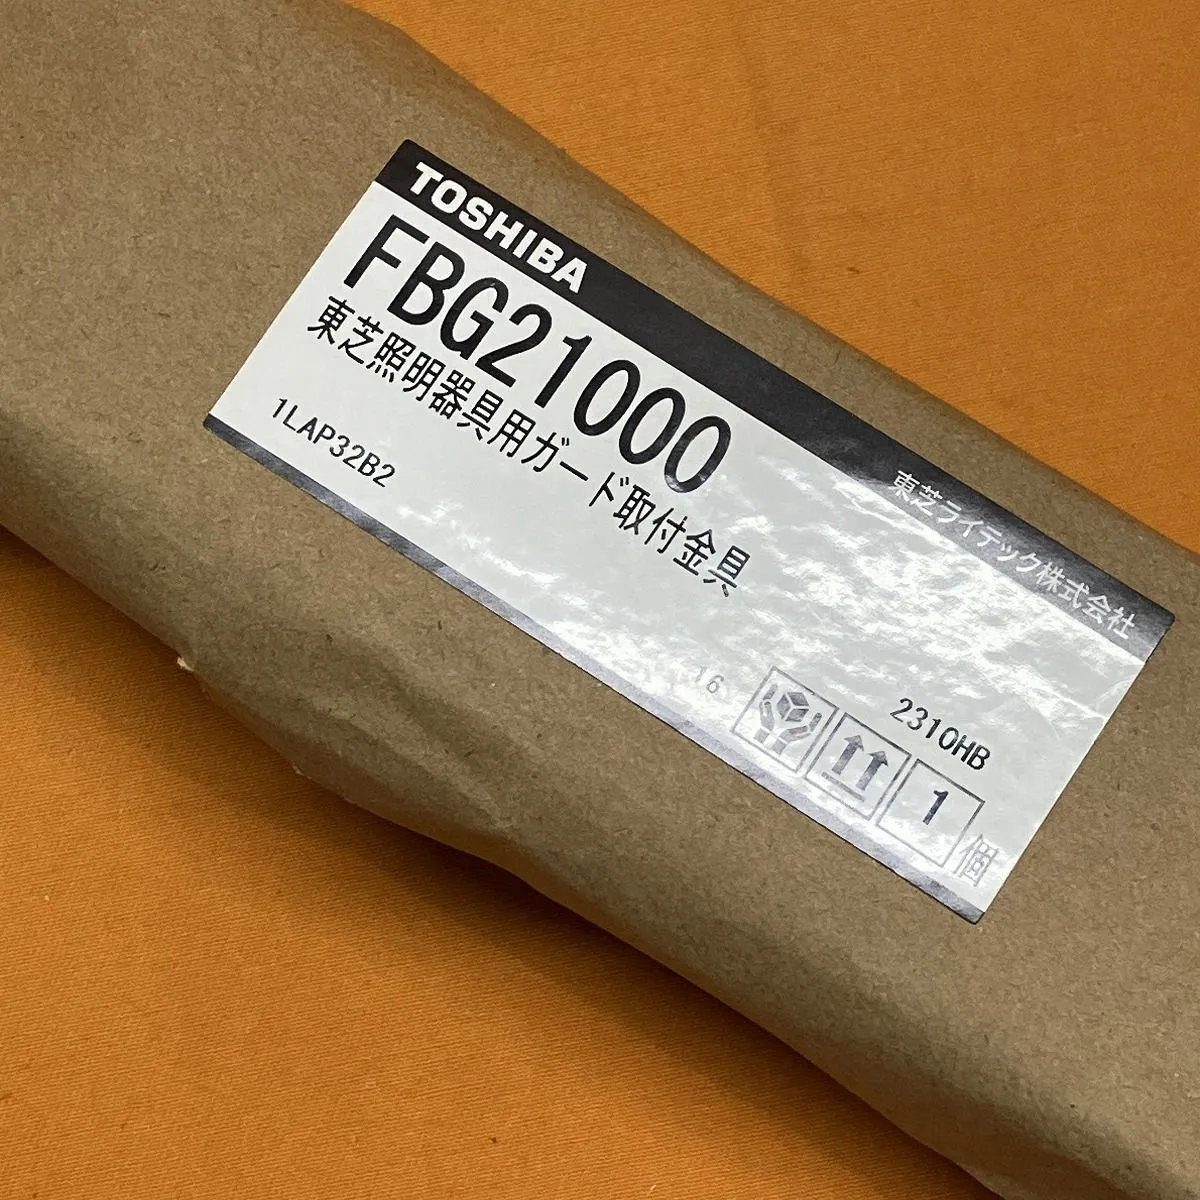 TOSHIBA
東芝ライテック株式会社
FBG21000
東芝照明器具用ガード取付金具
1LAP32B2
2310HB
16
1
個